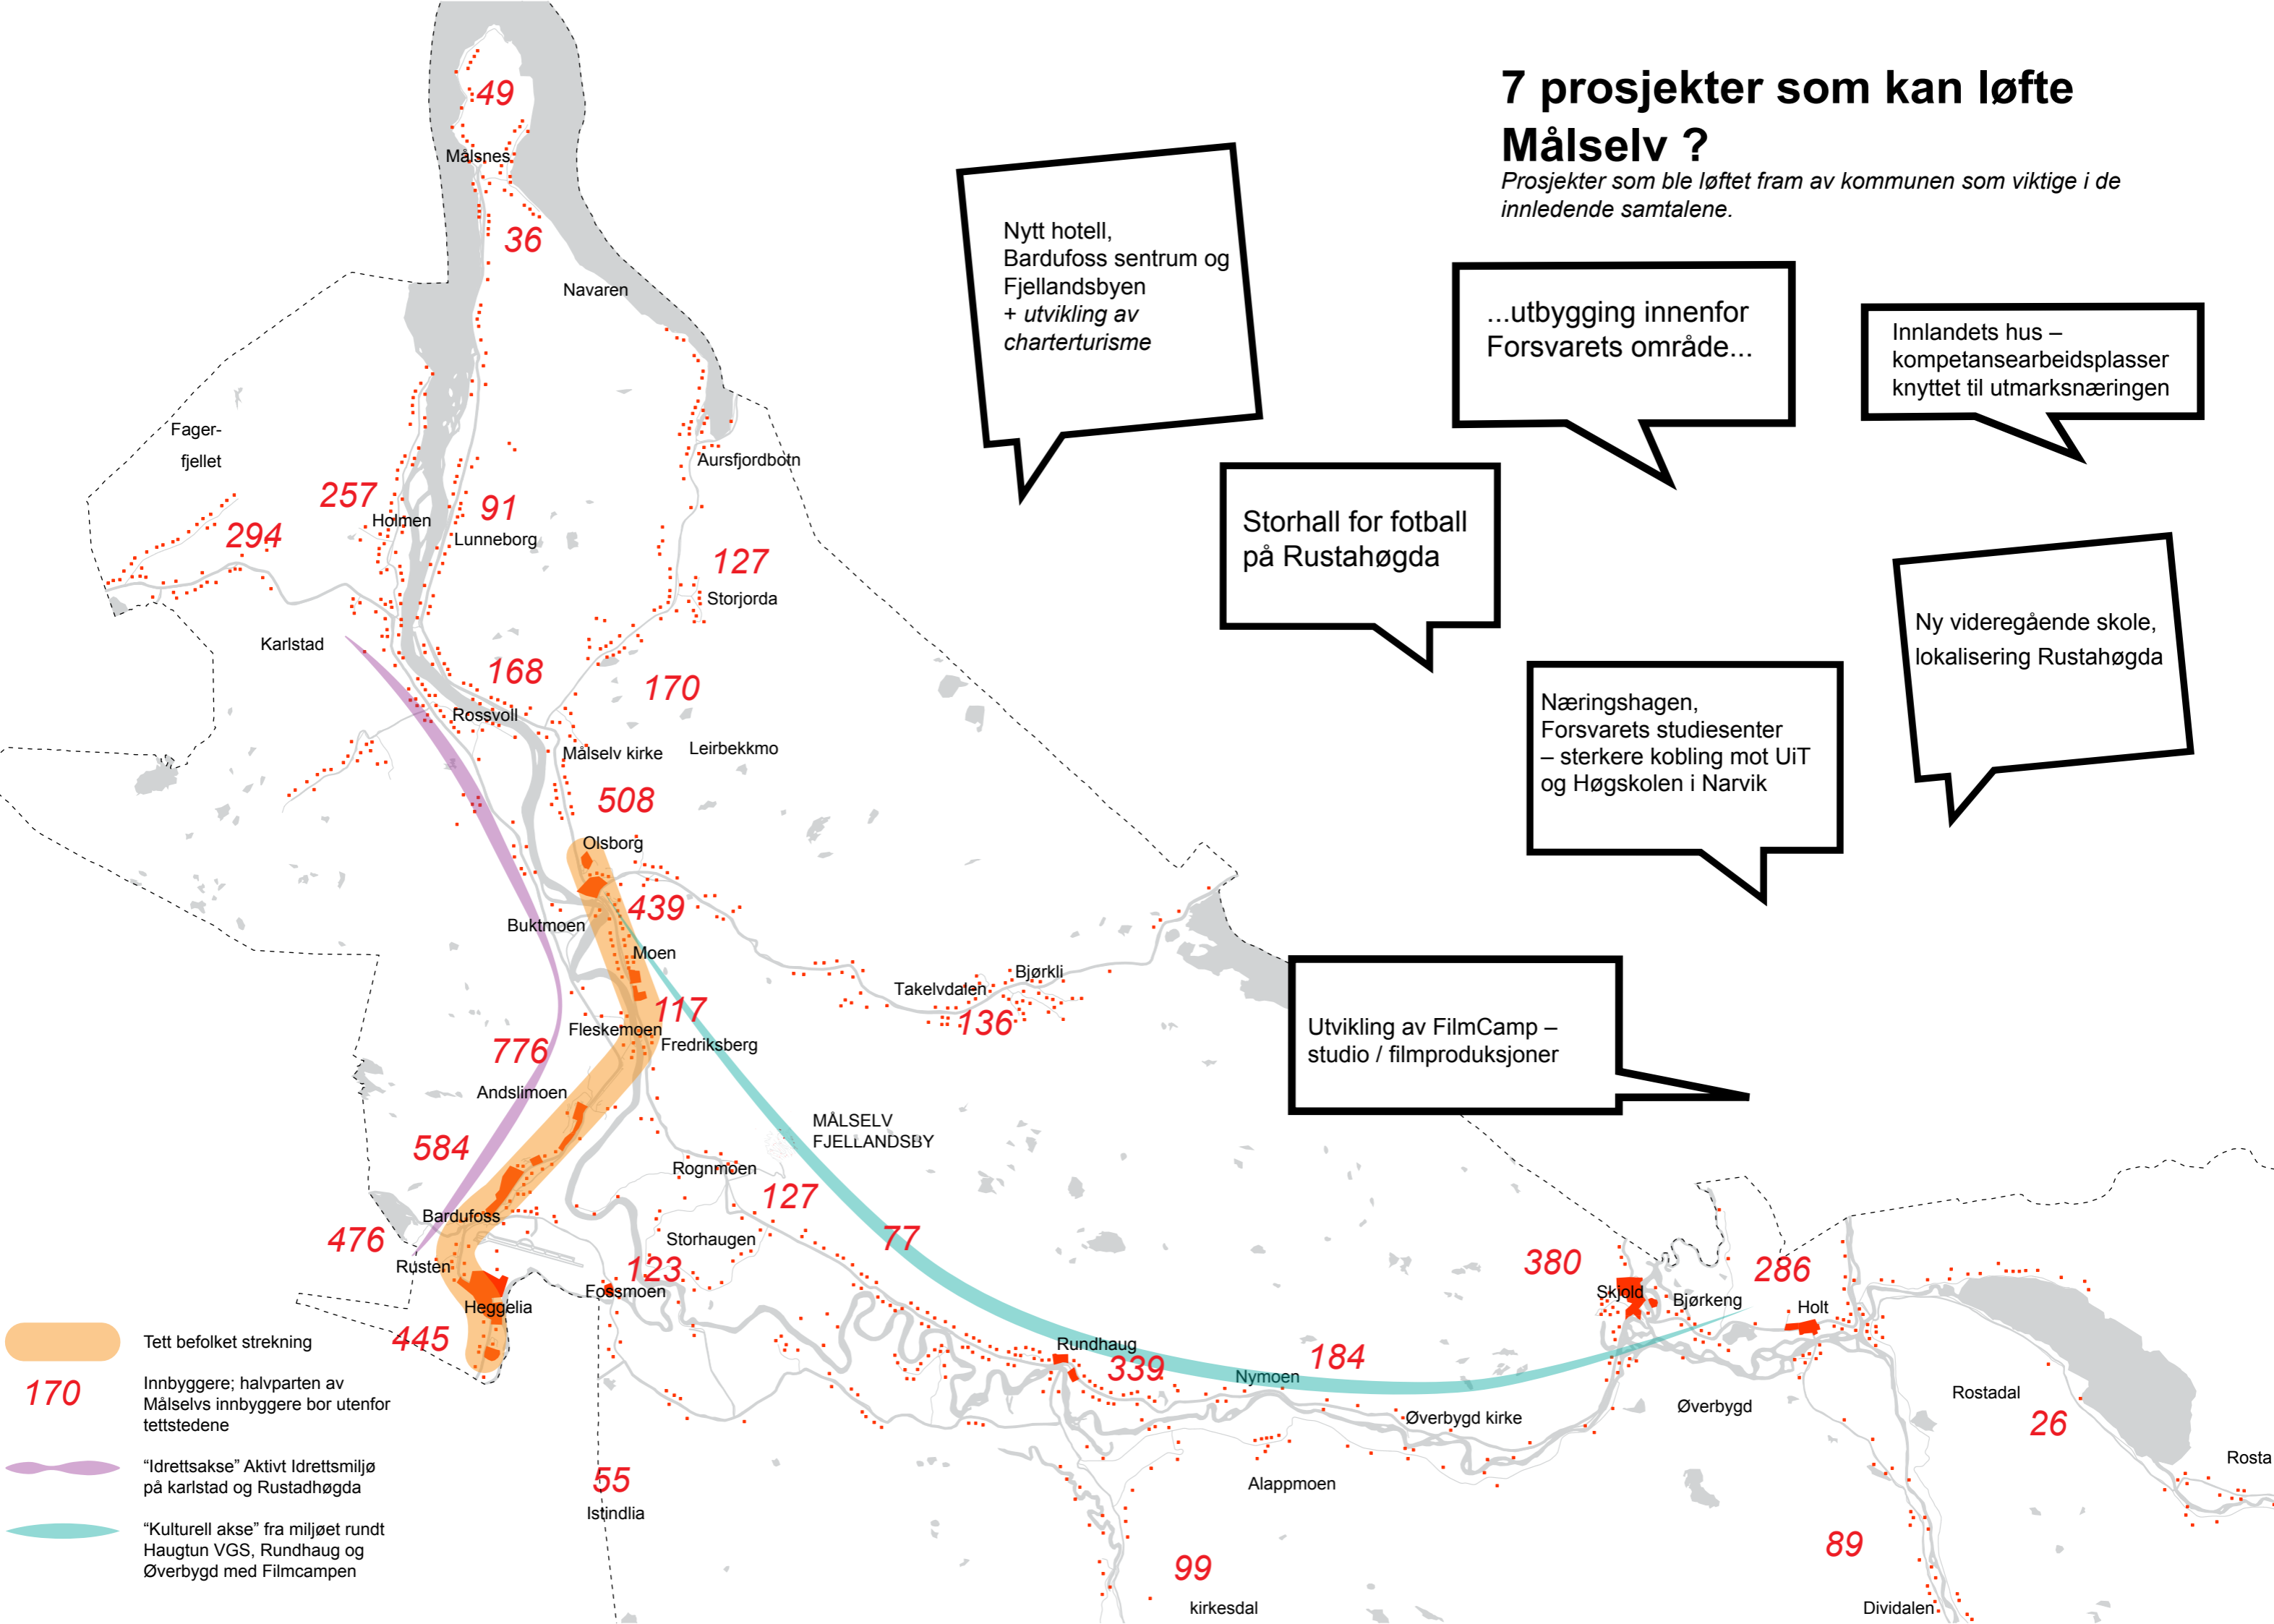 7 prosjekter som kan løfte
Målselv ?
Prosjekter som ble løftet fram av kommunen som viktige i de
innledende samtalene.
Nytt hotell,
Bardufoss sentrum og
Fjellandsbyen
+ utvikling av
charterturisme
...utbygging innenfor
Forsvarets område...
Innlandets hus –
kompetansearbeidsplasser
knyttet til utmarksnæringen
Storhall for fotball
på Rustahøgda
Ny videregående skole,
lokalisering Rustahøgda
Næringshagen,
Forsvarets studiesenter
– sterkere kobling mot UiT
og Høgskolen i Narvik
Utvikling av FilmCamp –
studio / filmproduksjoner
49
Målsnes
36
Navaren
Fager-
fjellet
Aursfjordbotn
257
Holmen
91
Lunneborg
294
127
Storjorda
Karlstad
168
170
Rossvoll
Målselv kirke
Leirbekkmo
508
Olsborg
439
Buktmoen
Moen
Takelvdalen
Bjørkli
136
117
Fleskemoen
Fredriksberg
776
Andslimoen
MÅLSELV
FJELLANDSBY
584
Rognmoen
127
Bardufoss
476
Storhaugen
77
Rusten
123
Fossmoen
Heggelia
445
380
Skjold
286
Bjørkeng
Holt
Rundhaug
339
184
Nymoen
Øverbygd kirke
Øverbygd
Rostadal
26
Rosta
Alappmoen
55
Istindlia
99
kirkesdal
89
Dividalen
Tett befolket strekning
170
Innbyggere; halvparten av
Målselvs innbyggere bor utenfor
tettstedene
“Idrettsakse” Aktivt Idrettsmiljø
på karlstad og Rustadhøgda
“Kulturell akse” fra miljøet rundt
Haugtun VGS, Rundhaug og
Øverbygd med Filmcampen